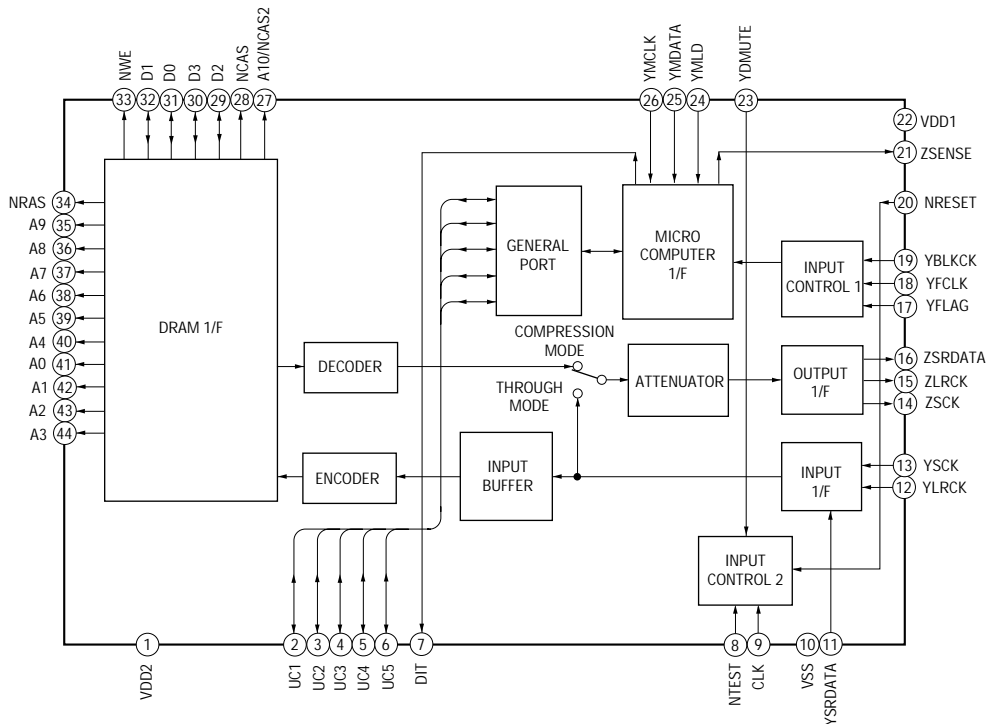 NWE
D1
D0
D3
D2
NCAS
A10/NCAS2
YMCLK
YMDATA
YMLD
YDMUTE
33
32
31
30
29
28
27
26
25
24
23
22 VDD1
21 ZSENSE
20 NRESET
19 YBLKCK
18 YFCLK
17 YFLAG
16 ZSRDATA
15 ZLRCK
14 ZSCK
13 YSCK
12 YLRCK
NRAS 34
A9 35
A8 36
A7 37
A6 38
A5 39
A4 40
A0 41
A1 42
A2 43
A3 44
DRAM 1/F
GENERAL
PORT
MICRO
COMPUTER
1/F
INPUT
CONTROL 1
COMPRESSION
MODE
THROUGH
MODE
DECODER
ATTENUATOR
OUTPUT
1/F
ENCODER
INPUT
BUFFER
INPUT
1/F
INPUT
CONTROL 2
1
2
3
4
5
6
7
8
9
10
11
VDD2
UC1
UC2
UC3
UC4
UC5
DIT
NTEST
CLK
VSS
YSRDATA